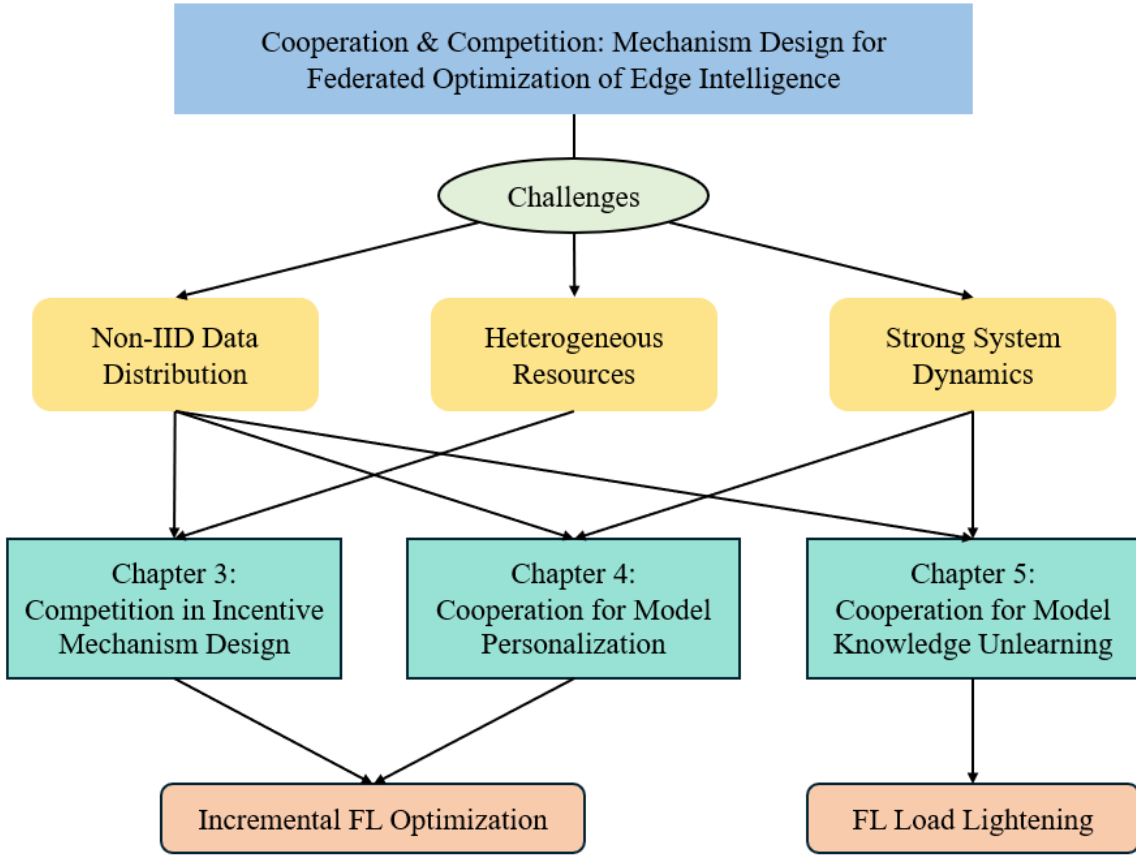 Cooperation & Competition: Mechanism Design for
Federated Optimization of Edge Intelligence
Challenges
Non-IID Data
Distribution
Heterogeneous
Resources
Strong System
Dynamics
Chapter 3:
Competition in Incentive
Mechanism Design
Chapter 4:
Cooperation for Model
Personalization
Chapter 5:
Cooperation for Model
Knowledge Unlearning
Incremental FL Optimization
FL Load Lightening